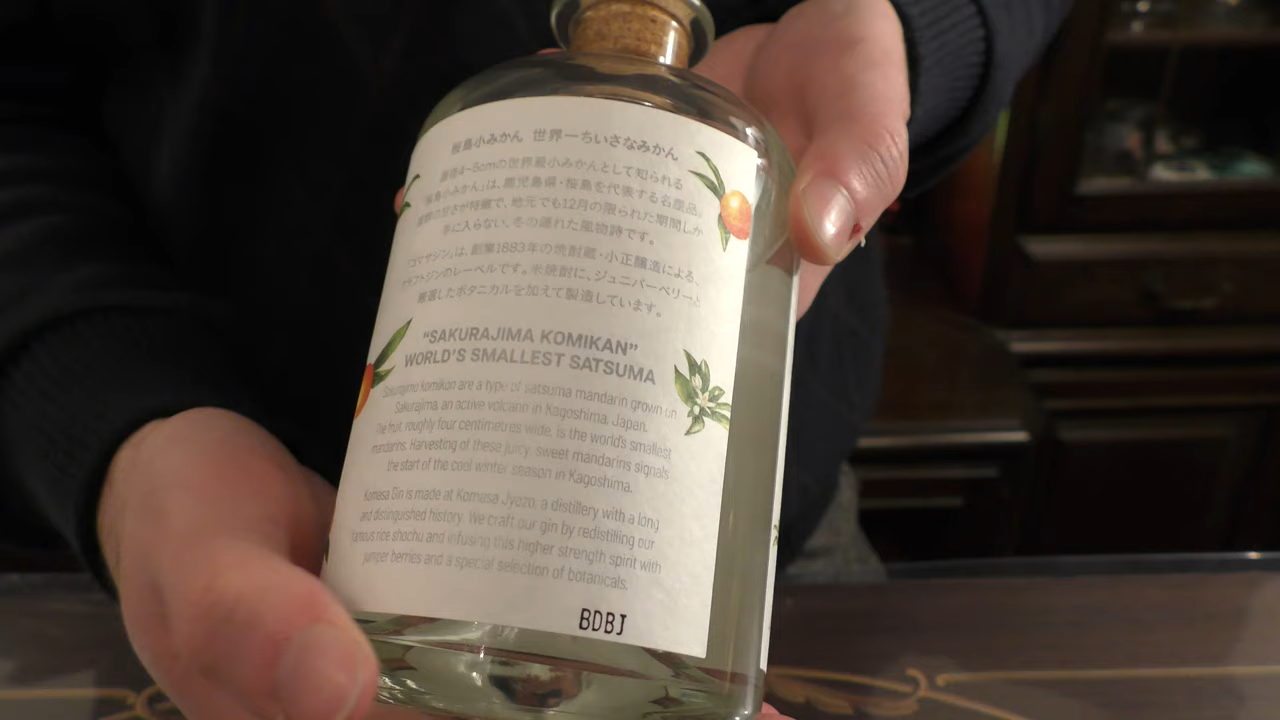 桜島小みかん 世界一ちいさなみかん
直径4~5cmの世界最小みかんとして知られる
「桜島小みかん」は、鹿児島県・桜島を代表する名産品。
の甘さが特徴で、地元でも12月の限られた期間しか
手に入らない、冬の隠れた風物詩です。
「コマサジン」は、創業1883年の焼酎蔵・小正醸造による、
クラフトジンのレーベルです。米焼酎に、ジュニパーベリーと
厳選したボタニカルを加えて製造しています。
“SAKURAJIMA KOMIKAN”
WORLD'S SMALLEST SATSUMA
Sakurajima Komikan are a type of satsuma mandarin grown on
Sakurajima, an active volcano in Kagoshima, Japan.
The fruit, roughly four centimetres wide, is the world's smallest
mandarins. Harvesting of these juicy, sweet mandarins signals
the start of the cool winter season in Kagoshima.
Komasa Gin is made at Komasa Jyozo, a distillery with a long
and distinguished history. We craft our gin by redistilling our
famous rice shochu and infusing this higher strength spirit with
juniper berries and a special selection of botanicals.
BDBJ